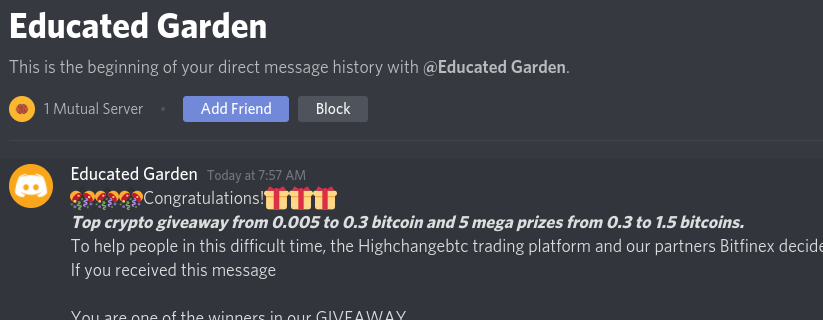 Educated Garden
This is the beginning of your direct message history with @Educated Garden.
1 Mutual Server • Add Friend Block
Educated Garden Today at 7:57 AM
🎊🎊🎊Congratulations!🎁🎁🎁
Top crypto giveaway from 0.005 to 0.3 bitcoin and 5 mega prizes from 0.3 to 1.5 bitcoins.
To help people in this difficult time, the Highchangebtc trading platform and our partners Bitfinex decide
If you received this message
You are one of the winners in our GIVEAWAY